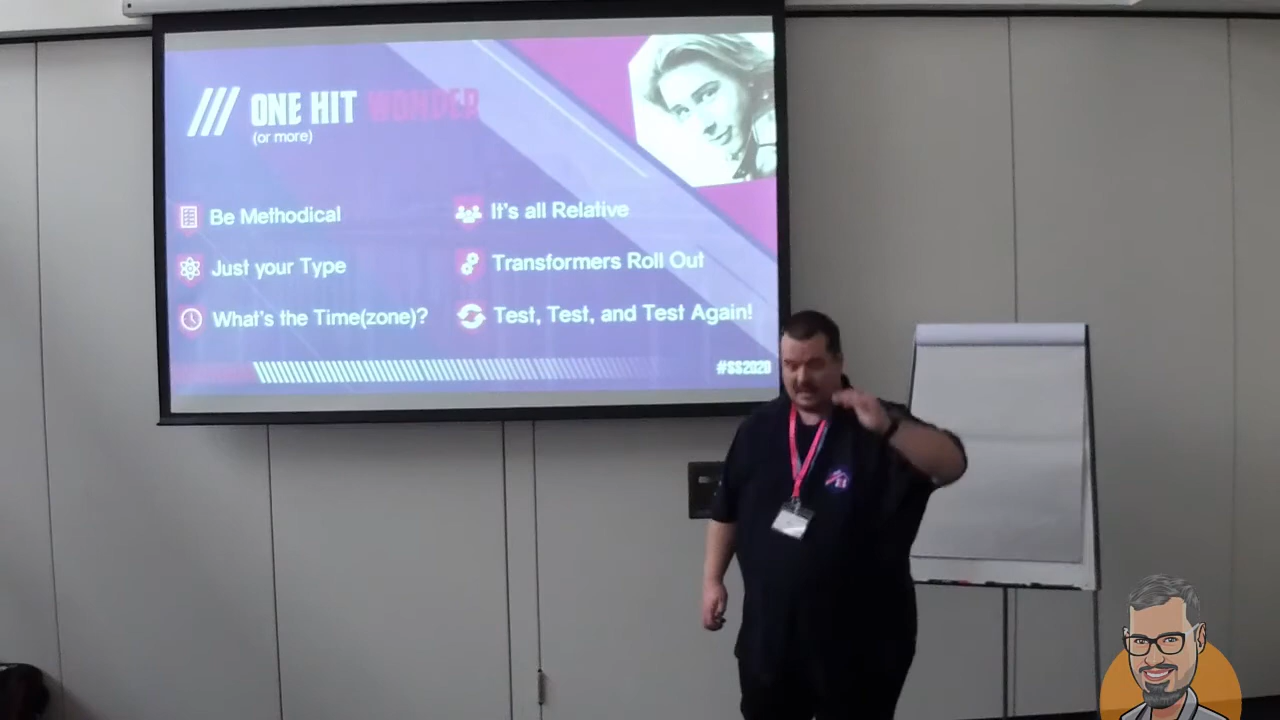 ONE HIT WONDER
(or more)
Be Methodical
Just your Type
What's the Time(zone)?
It's all Relative
Transformers Roll Out
Test, Test, and Test Again!
#SS2020